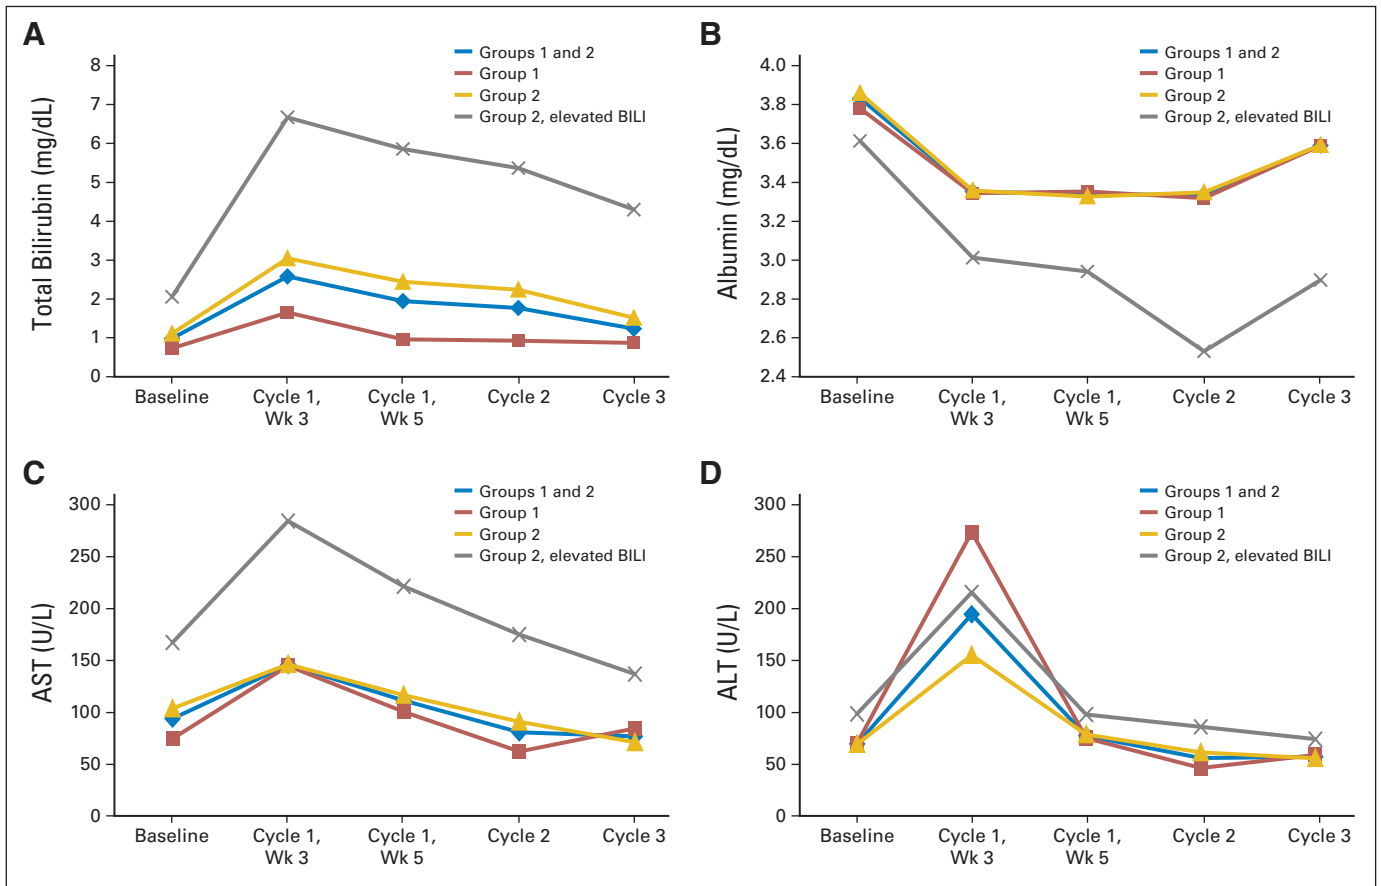 A
Total Bilirubin (mg/dL)
8
7
6
5
4
3
2
1
0
Groups 1 and 2
Group 1
Group 2
Group 2, elevated BILI
Baseline
Cycle 1,
Wk 3
Cycle 1,
Wk 5
Cycle 2
Cycle 3
B
Albumin (mg/dL)
4.0
3.8
3.6
3.4
3.2
3.0
2.8
2.6
2.4
Groups 1 and 2
Group 1
Group 2
Group 2, elevated BILI
Baseline
Cycle 1,
Wk 3
Cycle 1,
Wk 5
Cycle 2
Cycle 3
C
AST (U/L)
300
250
200
150
100
50
0
Groups 1 and 2
Group 1
Group 2
Group 2, elevated BILI
Baseline
Cycle 1,
Wk 3
Cycle 1,
Wk 5
Cycle 2
Cycle 3
D
ALT (U/L)
300
250
200
150
100
50
0
Groups 1 and 2
Group 1
Group 2
Group 2, elevated BILI
Baseline
Cycle 1,
Wk 3
Cycle 1,
Wk 5
Cycle 2
Cycle 3